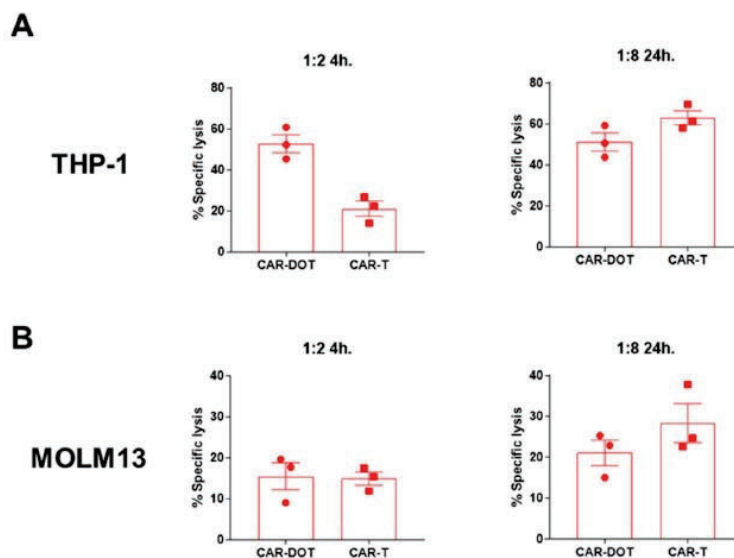 A
THP-1
1:2 4h.
% Specific lysis
80
60
40
20
0
CAR-DOT CAR-T
1:8 24h.
% Specific lysis
80
60
40
20
0
CAR-DOT CAR-T
B
MOLM13
1:2 4h.
% Specific lysis
40
30
20
10
0
CAR-DOT CAR-T
1:8 24h.
% Specific lysis
40
30
20
10
0
CAR-DOT CAR-T